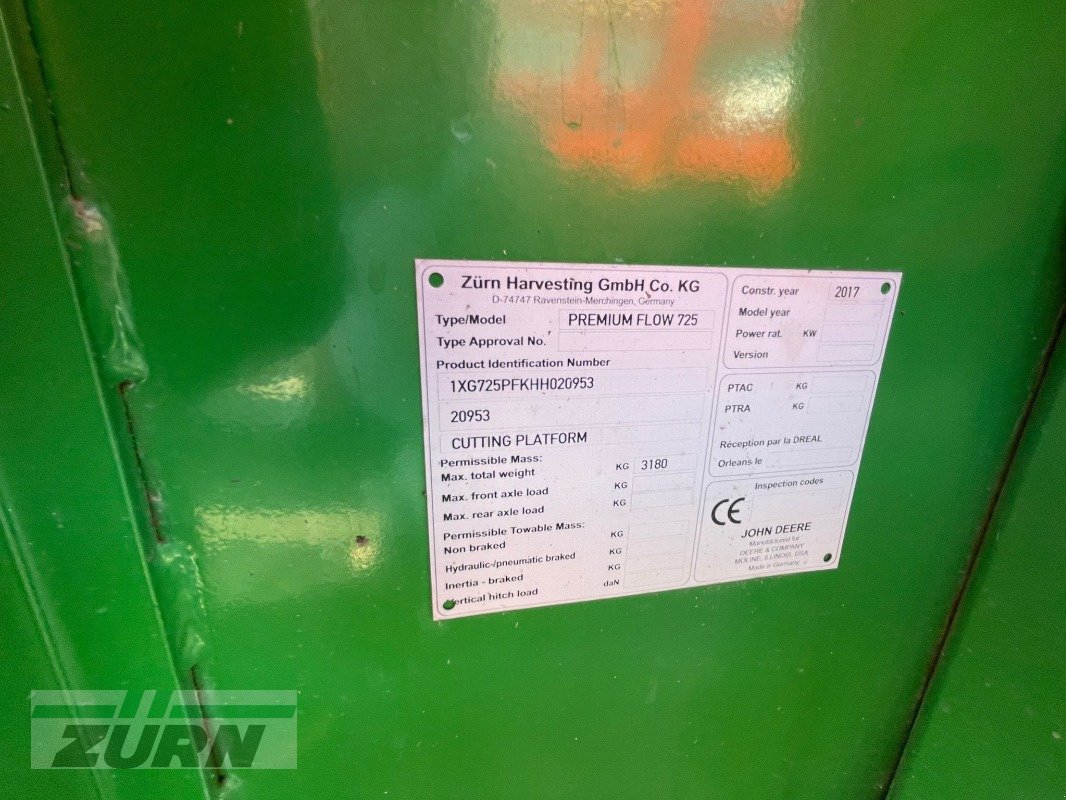 Zürn Harvesting GmbH Co. KG
D-74747 Ravenstein-Merchingen, Germany
Type/Model PREMIUM FLOW 725
Type Approval No.
Product Identification Number
1XG725PFKHH020953
20953
CUTTING PLATFORM
Permissible Mass:
Max. total weight KG 3180
Max. front axle load KG
Max. rear axle load KG
Permissible Towable Mass:
Non braked KG
Hydraulic-/pneumatic braked KG
Inertia - braked KG
Vertical hitch load daN
Constr. year 2017
Model year
Power rat. KW
Version
PTAC KG
PTRA KG
Réception par la DREAL
Orleans le
Inspection codes
CE
JOHN DEERE
Manufactured for
DEERE & COMPANY
MOLINE, ILLINOIS, USA
Made in Germany
ZÜRN